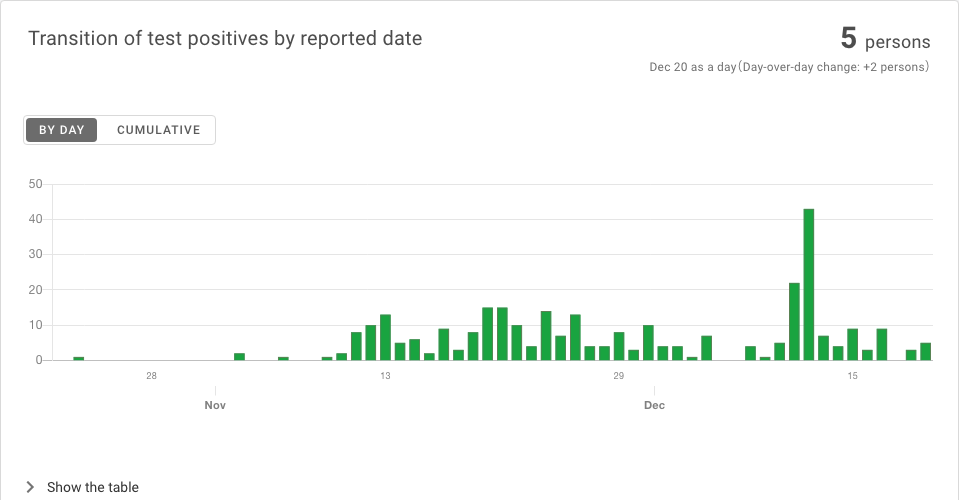 Transition of test positives by reported date
5 persons
Dec 20 as a day(Day-over-day change: +2 persons)
BY DAY CUMULATIVE
50
40
30
20
10
0
28 13 29 15
Nov Dec
Show the table